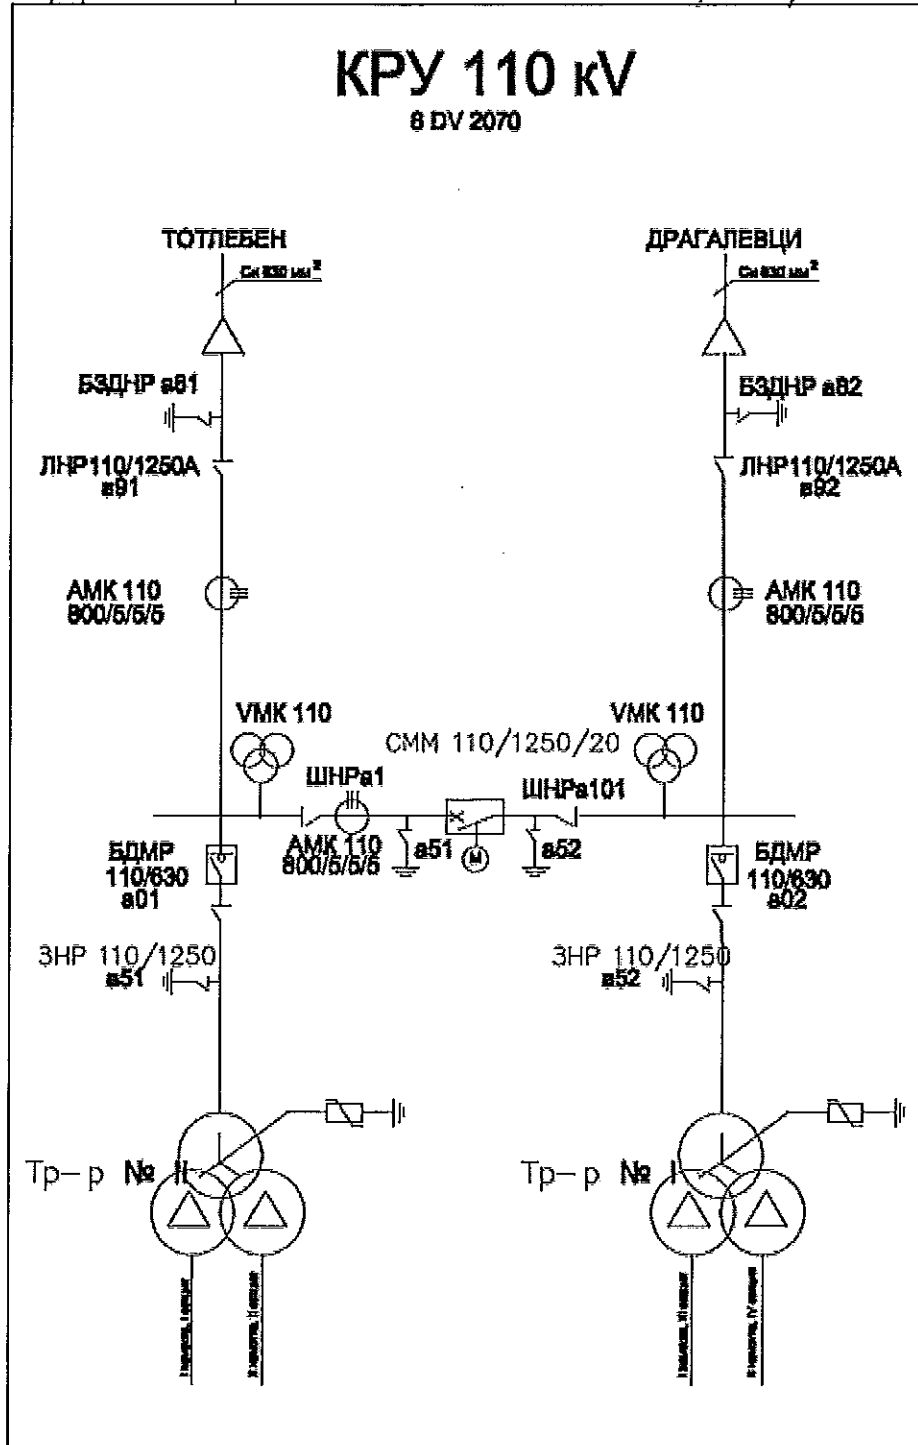 КРУ 110 кV
8 DV 2070
ТОТЛЕБЕН
ДРАГАЛЕВЦИ
БЗДНР а81
БЗДНР а82
ЛНР110/1250А
а91
ЛНР110/1250А
а92
АМК 110
800/5/5/5
АМК 110
800/5/5/5
VМК 110
VМК 110
СММ 110/1250/20
ШНРа1
ШНРа101
АМК 110
800/5/5/5
а51
М
а52
БДМР
110/630
а01
БДМР
110/630
а02
ЗНР 110/1250
а51
ЗНР 110/1250
а52
Тр-р № II
Тр-р № I